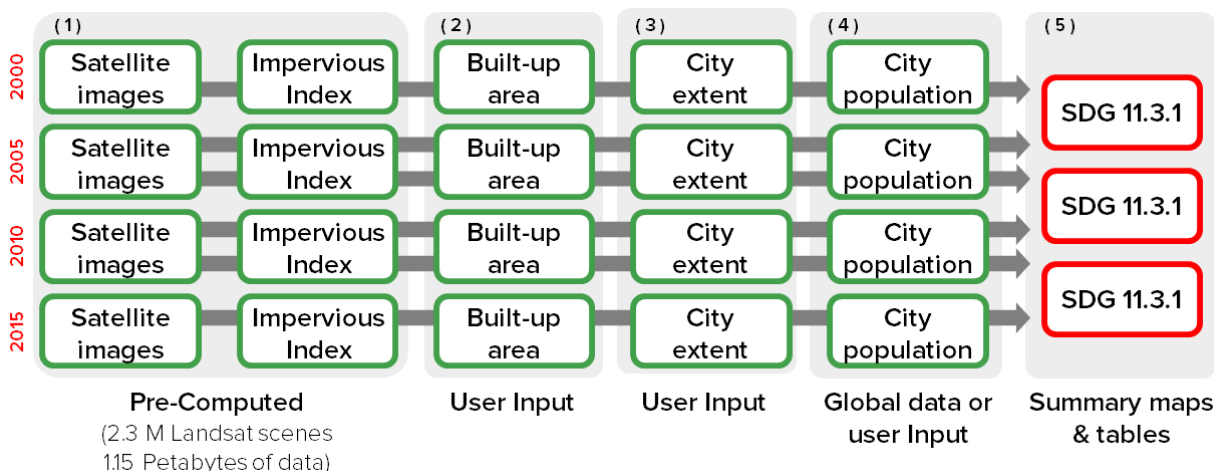 (1)
(2)
(3)
(4)
(5)
2000
Satellite
images
Impervious
Index
Built-up
area
City
extent
City
population
SDG 11.3.1
2005
Satellite
images
Impervious
Index
Built-up
area
City
extent
City
population
SDG 11.3.1
2010
Satellite
images
Impervious
Index
Built-up
area
City
extent
City
population
SDG 11.3.1
2015
Satellite
images
Impervious
Index
Built-up
area
City
extent
City
population
Pre-Computed
(2.3 M Landsat scenes
1.15 Petabytes of data)
User Input
User Input
Global data or
user Input
Summary maps
& tables